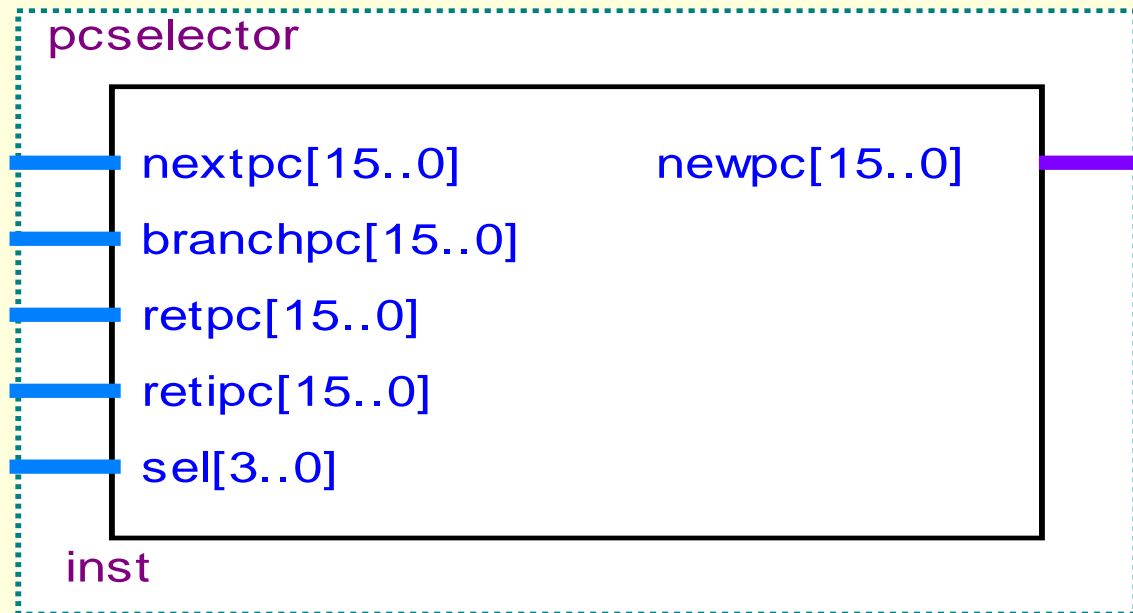 pcselector
nextpc[15..0] newpc[15..0]
branchpc[15..0]
retpc[15..0]
retipc[15..0]
sel[3..0]
inst